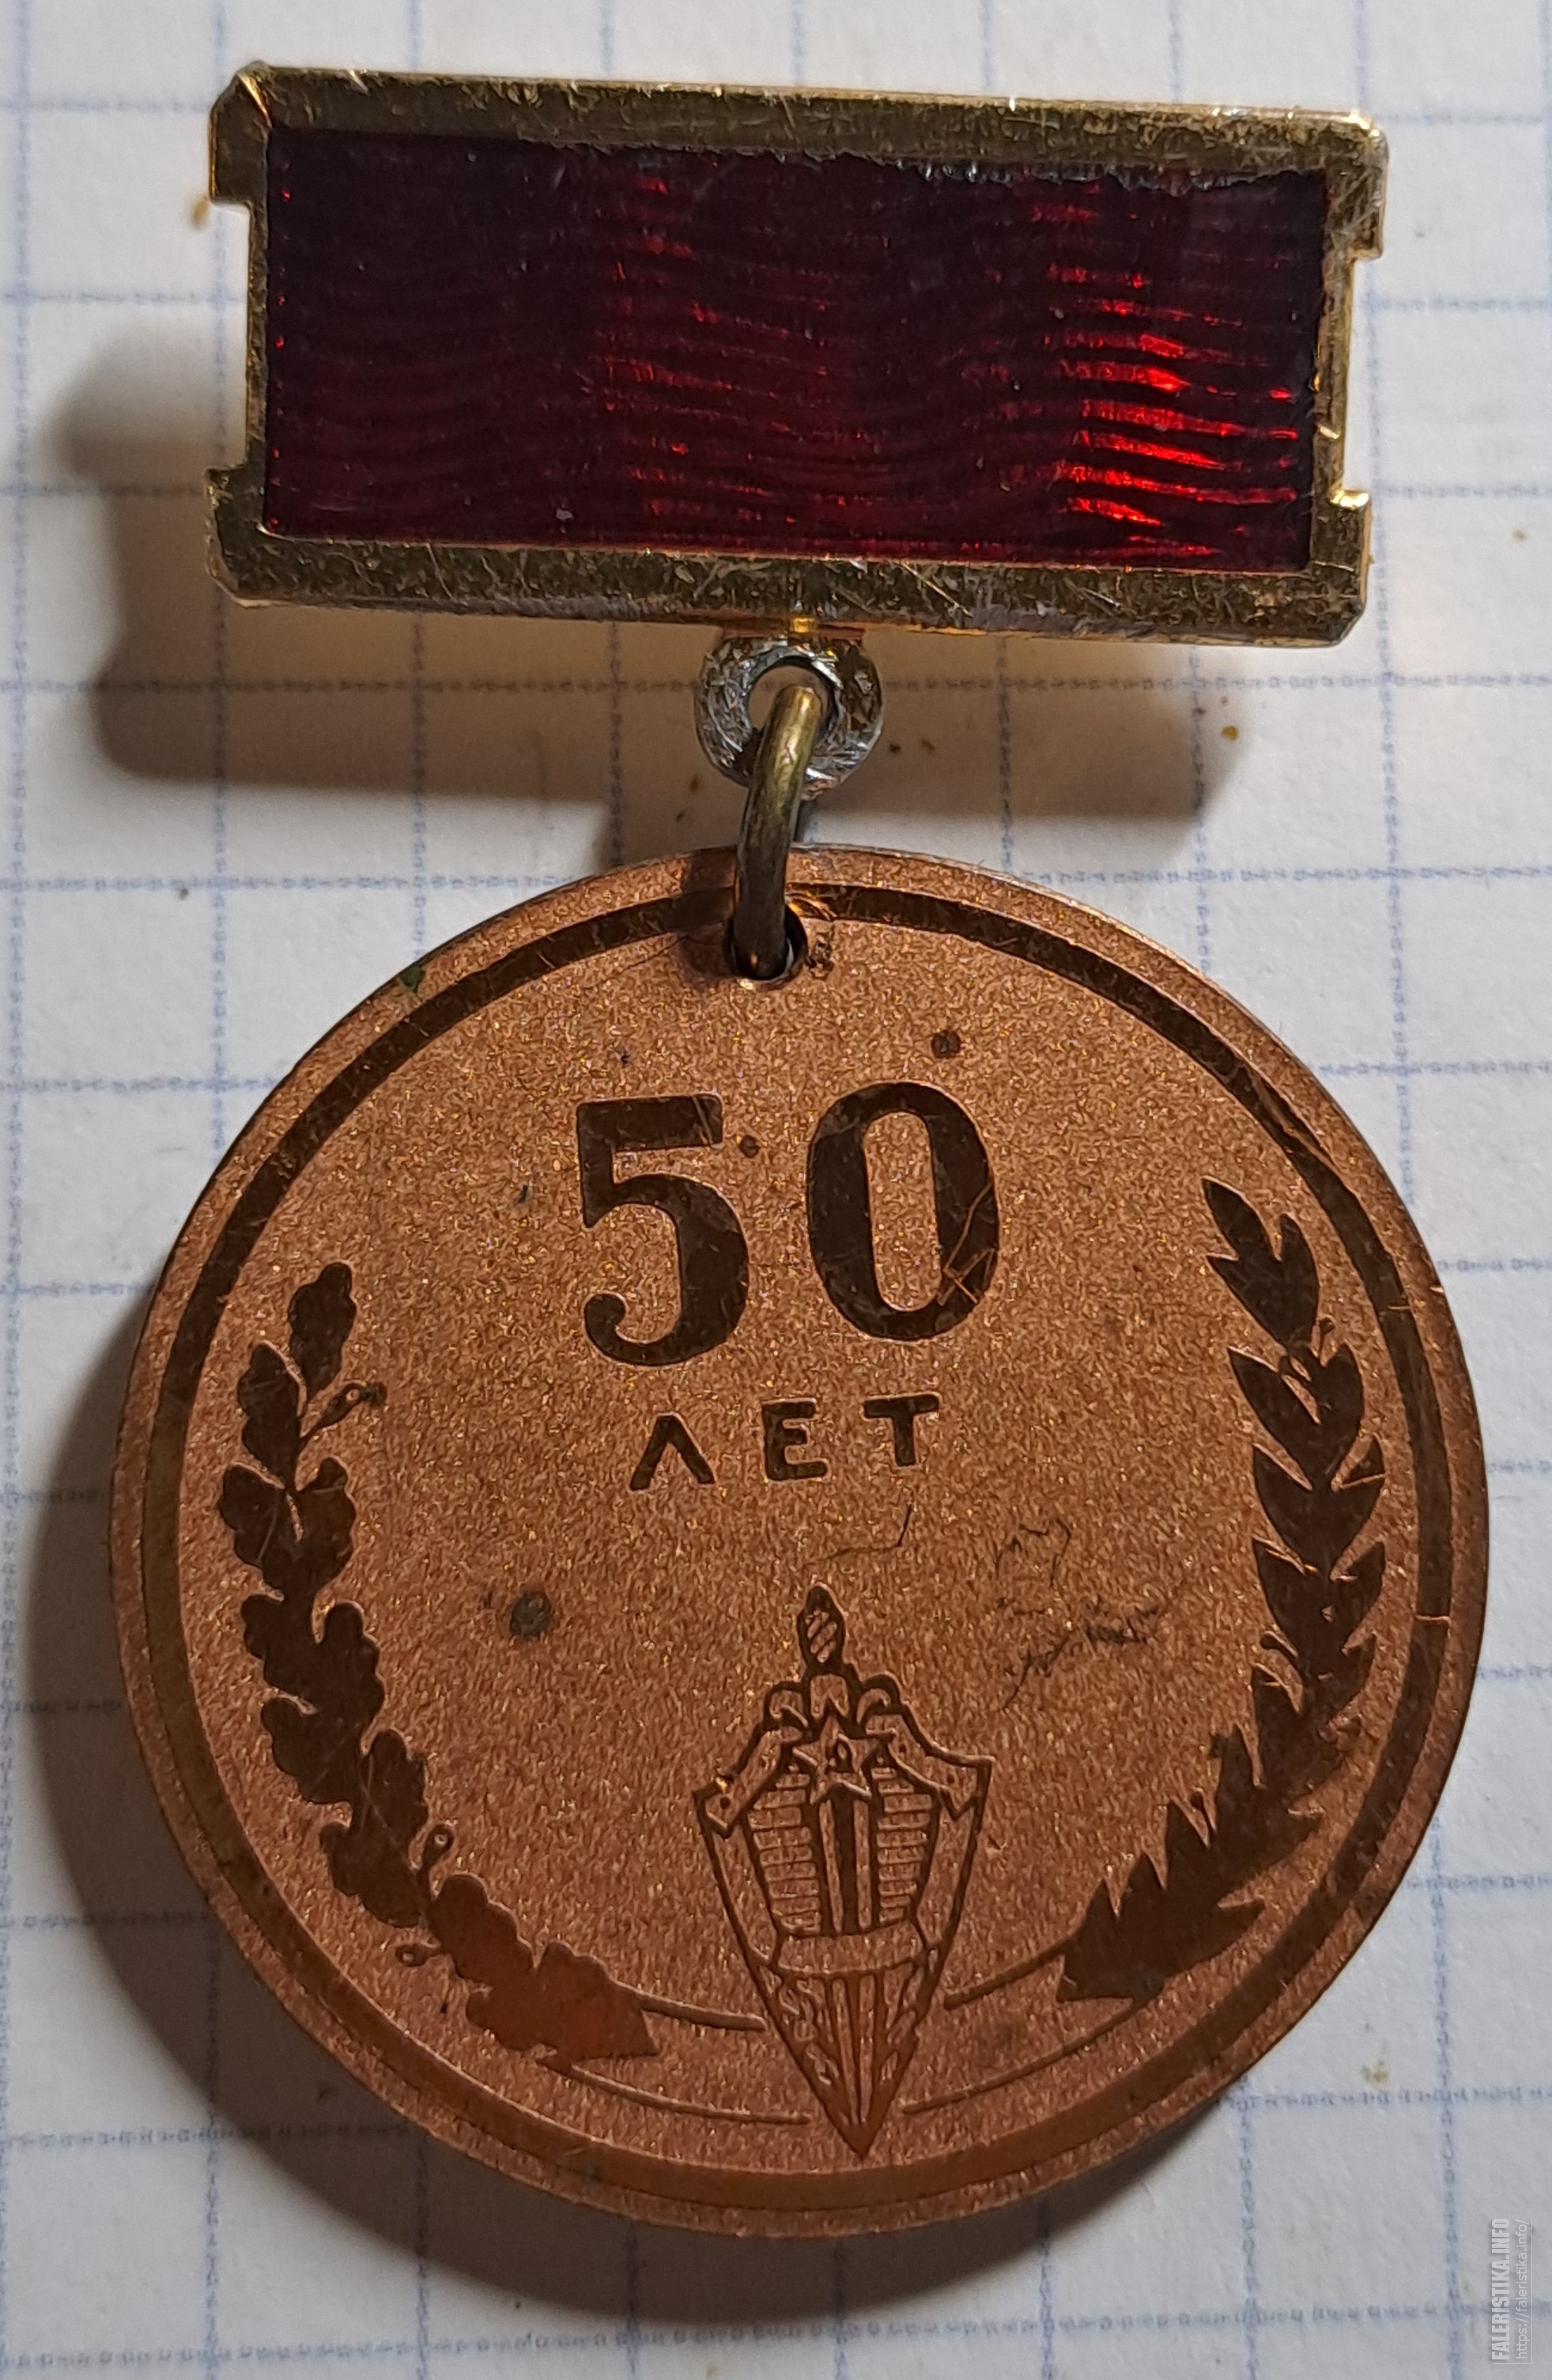 50
ЛЕТ
FALERISTIKA.INFO
https://faleristika.info/